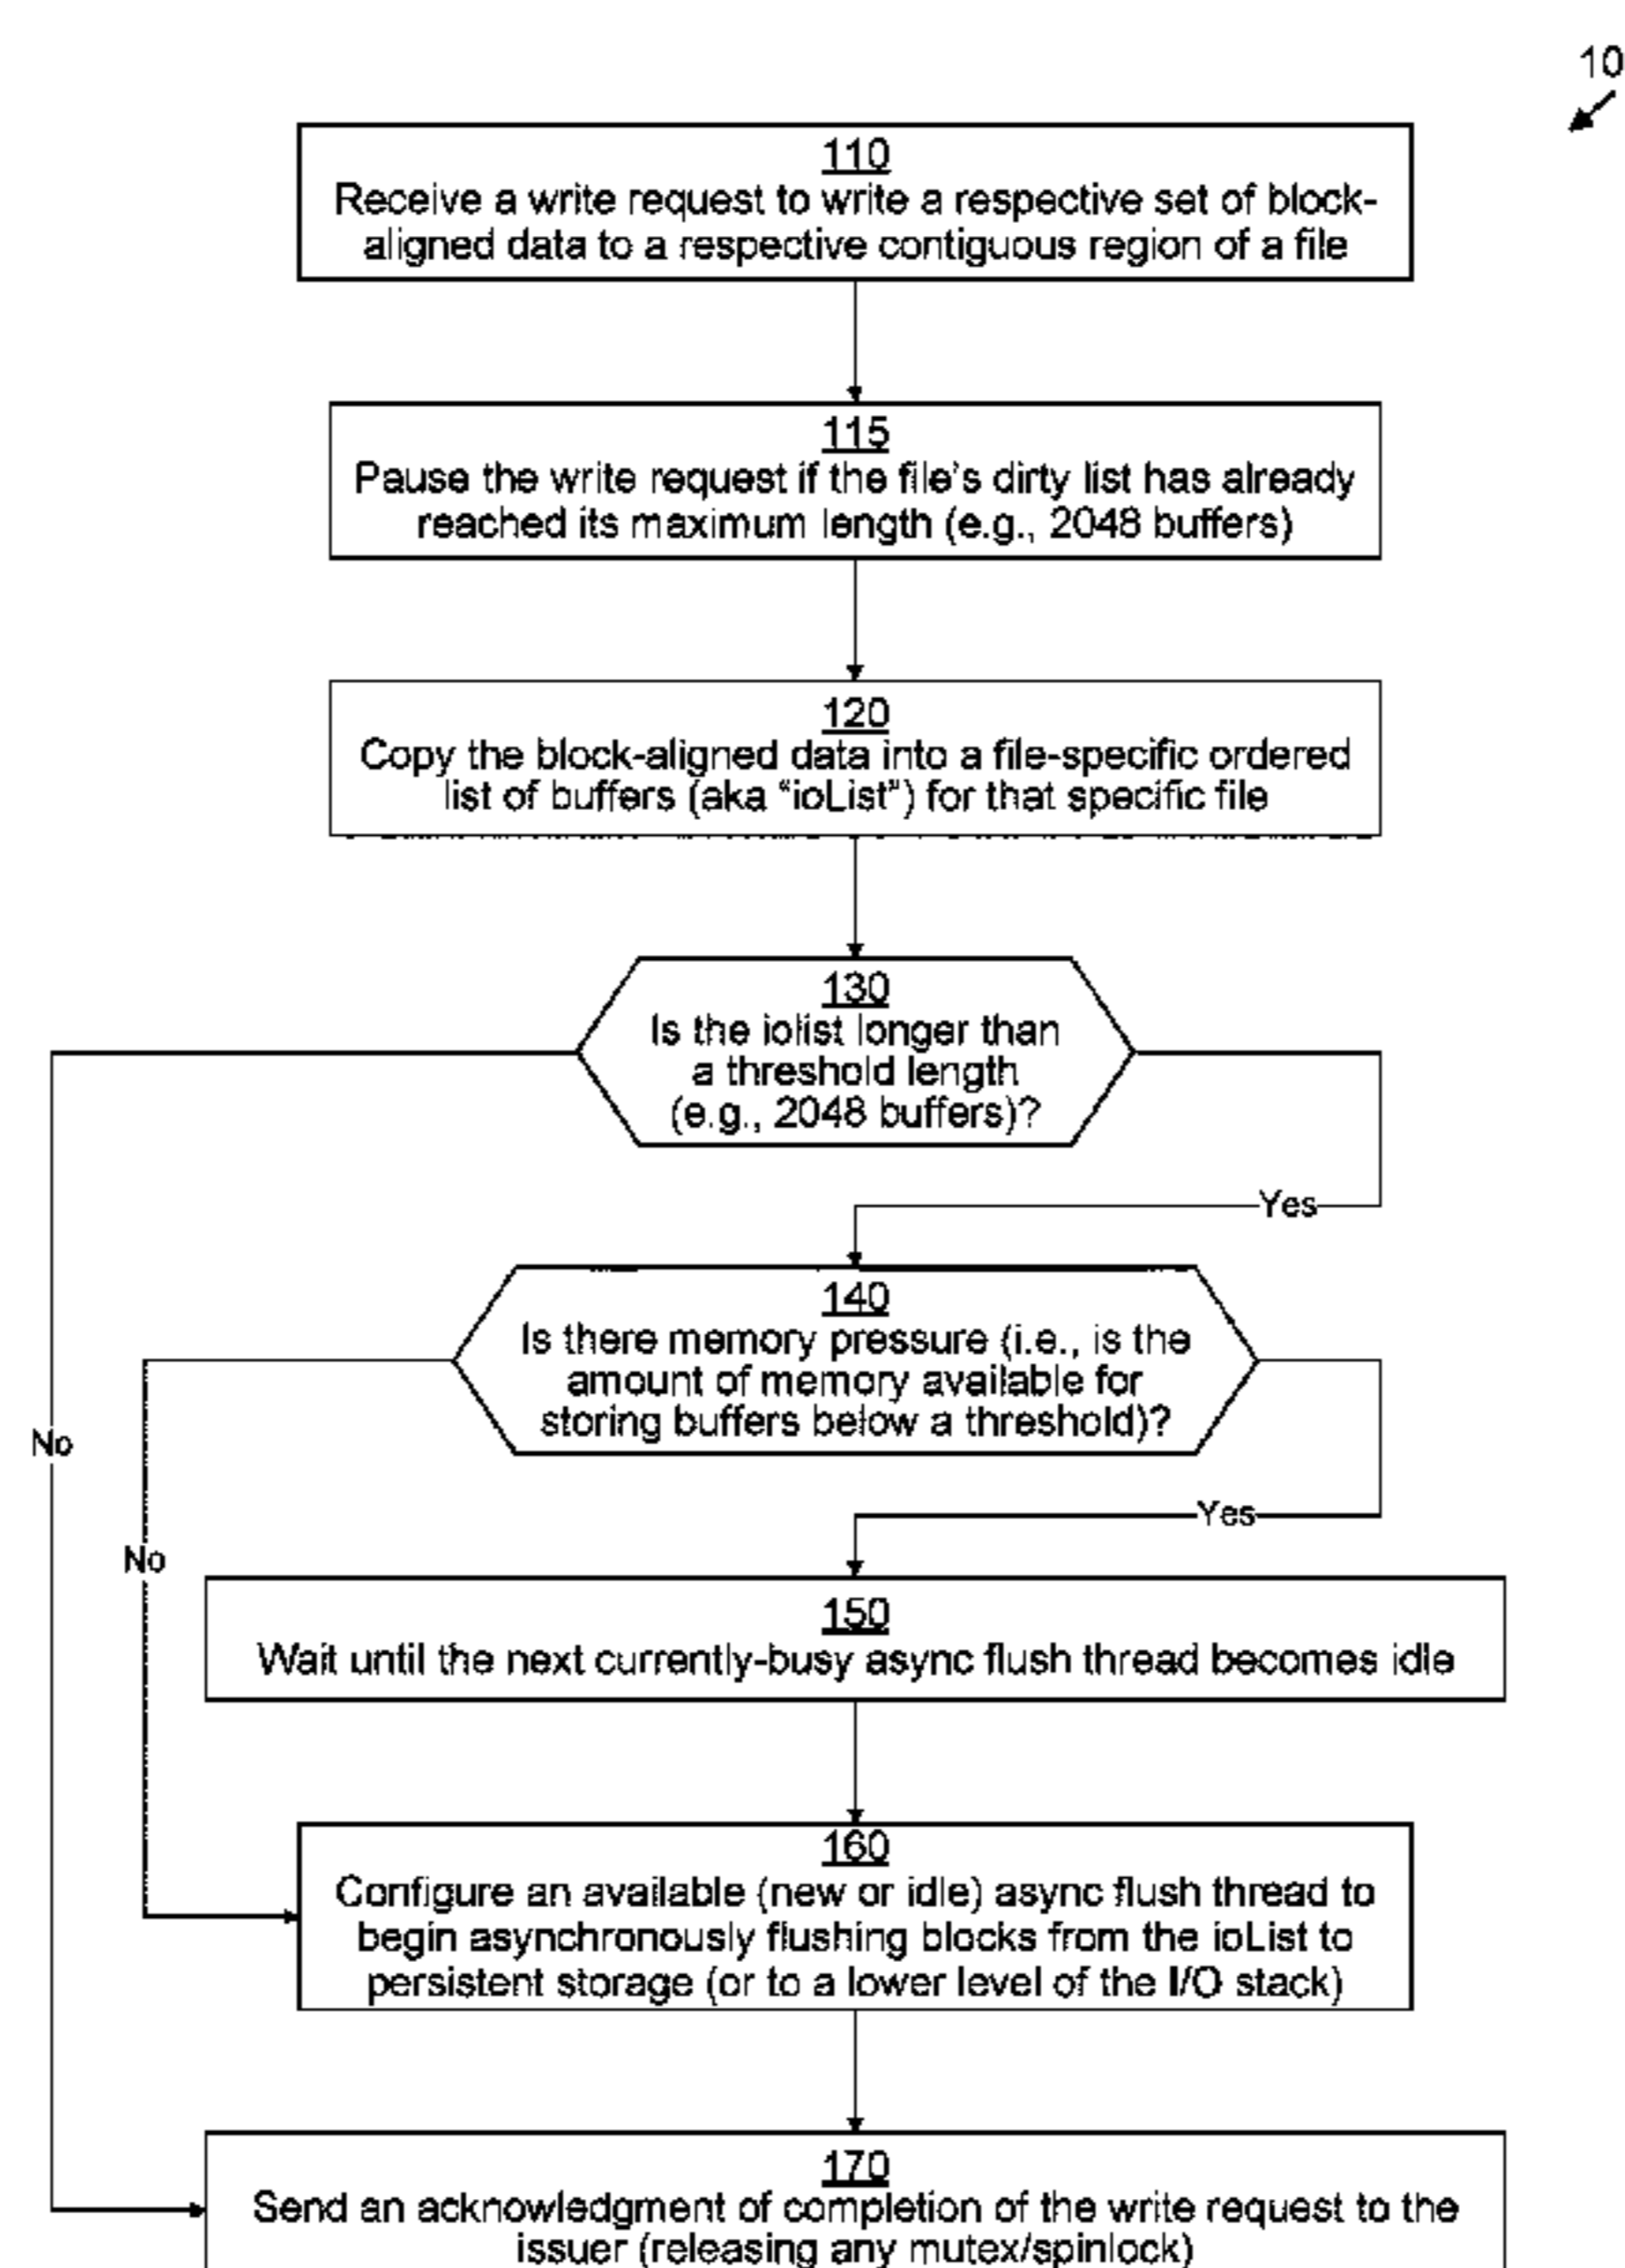 10
110
Receive a write request to write a respective set of block-
aligned data to a respective contiguous region of a file
115
Pause the write request if the file's dirty list has already
reached its maximum length (e.g., 2048 buffers)
120
Copy the block-aligned data into a file-specific ordered
list of buffers (aka "ioList") for that specific file
130
Is the iolist longer than
a threshold length
(e.g., 2048 buffers)?
Yes
140
Is there memory pressure (i.e., is the
amount of memory available for
storing buffers below a threshold)?
No
Yes
No
150
Wait until the next currently-busy async flush thread becomes idle
160
Configure an available (new or idle) async flush thread to
begin asynchronously flushing blocks from the ioList to
persistent storage (or to a lower level of the I/O stack)
170
Send an acknowledgment of completion of the write request to the
issuer (releasing any mutex/spinlock)